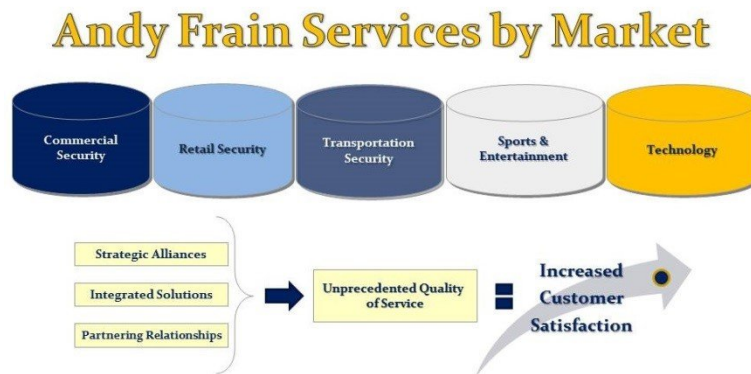 Andy Frain Services by Market
Commercial
Security
Retail Security
Transportation
Security
Sports &
Entertainment
Technology
Strategic Alliances
Integrated Solutions
Partnering Relationships
Unprecedented Quality
of Service
Increased
Customer
Satisfaction